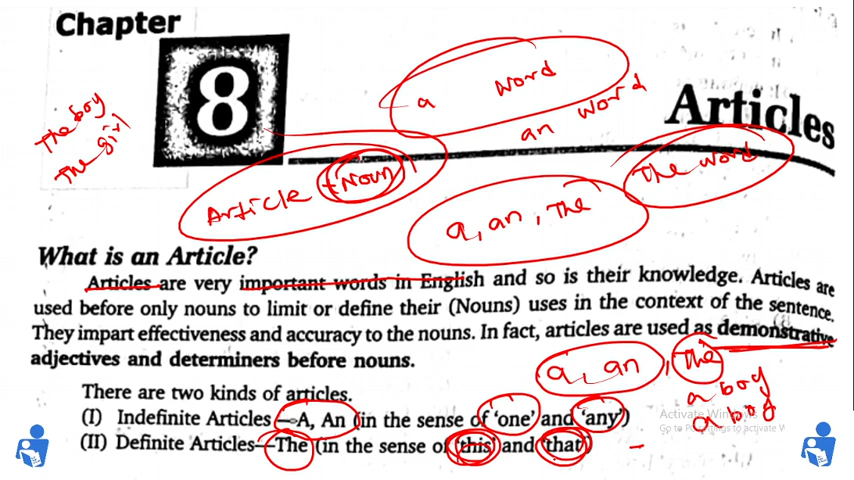 Chapter
8
Articles
a word
an word
The boy
The girl
Article + Noun
a, an, The
The word
What is an Article?
Articles are very important words in English and so is their knowledge. Articles are
used before only nouns to limit or define their (Nouns) uses in the context of the sentence.
They impart effectiveness and accuracy to the nouns. In fact, articles are used as demonstrative
adjectives and determiners before nouns.
a, an, The
a boy
a boy
There are two kinds of articles.
(I) Indefinite Articles –A, An (in the sense of 'one' and 'any')
(II) Definite Articles–The (in the sense of 'this' and 'that')
Activate Windows
Go to PC settings to activate W